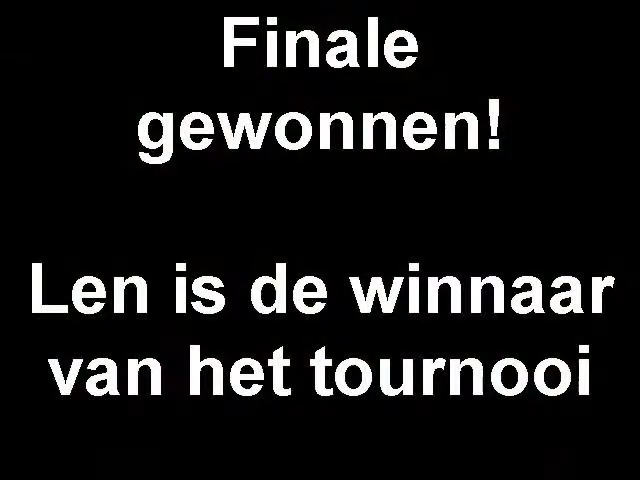 Finale
gewonnen!
Len is de winnaar
van het tournooi